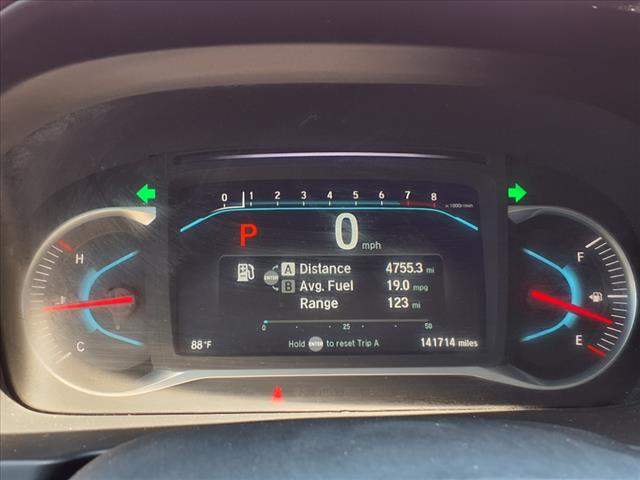 0 1 2 3 4 5 6 7 8 x 1000r/min
P 0 mph
H F
A Distance 4755.3 mi
ENTER B Avg. Fuel 19.0 mpg
Range 123 mi
C E
0 25 50
88°F Hold ENTER to reset Trip A 141714 miles